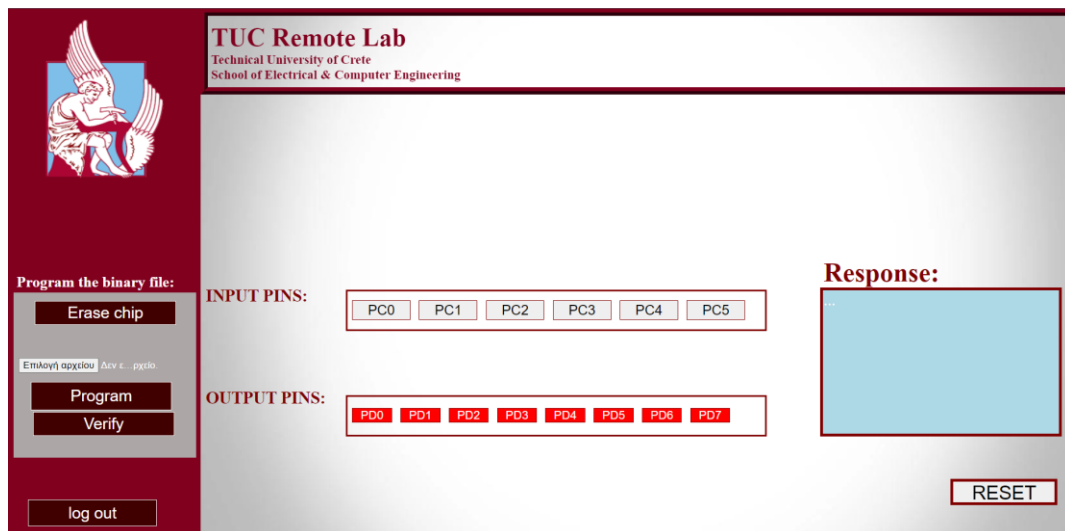 TUC Remote Lab
Technical University of Crete
School of Electrical & Computer Engineering
Program the binary file:
Erase chip
Επιλογή αρχείου Δεν ε...ρχείο.
Program
Verify
log out
INPUT PINS:
PC0 PC1 PC2 PC3 PC4 PC5
OUTPUT PINS:
PD0 PD1 PD2 PD3 PD4 PD5 PD6 PD7
Response:
...
RESET